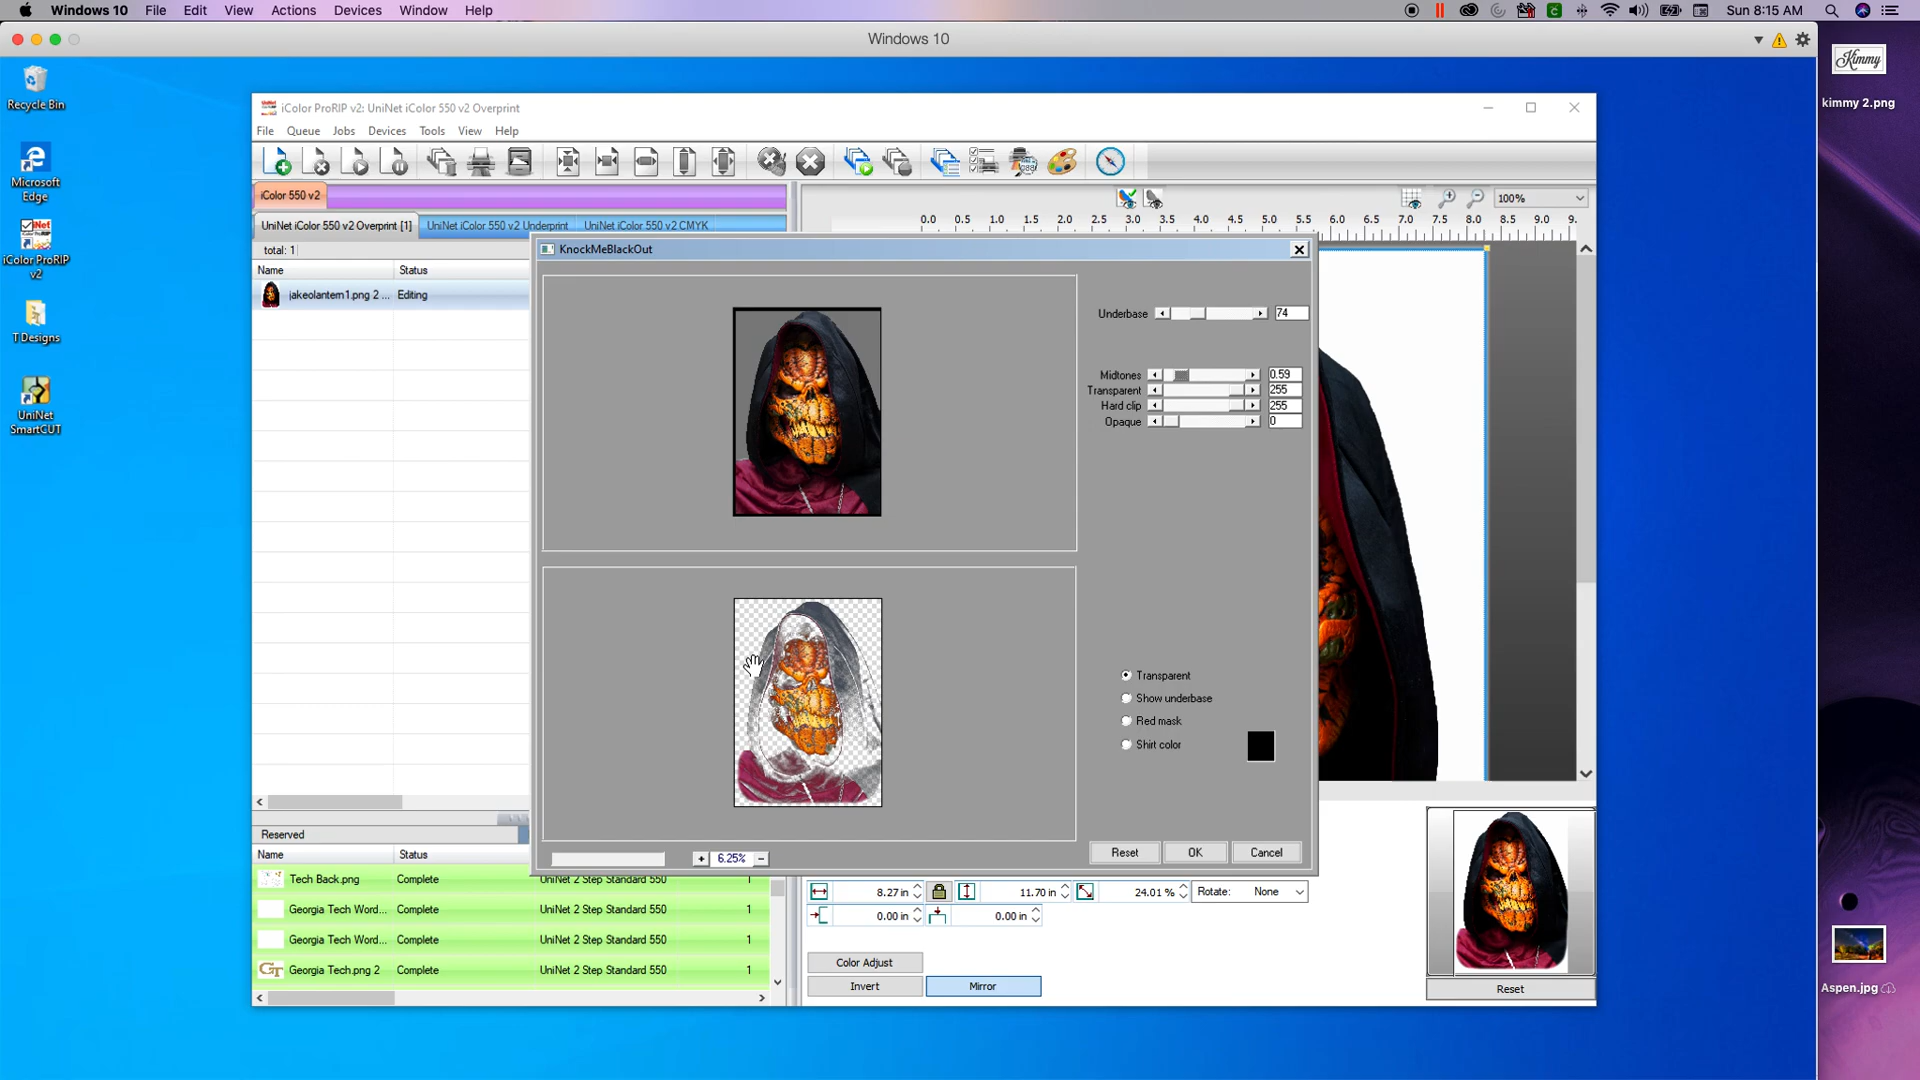 Windows 10 File Edit View Actions Devices Window Help Sun 8:15 AM
Windows 10
Recycle Bin
Microsoft
Edge
iColor ProRIP
v2
T Designs
UniNet
SmartCUT
Kimmy
kimmy 2.png
Aspen.jpg
iColor ProRIP v2: UniNet iColor 550 v2 Overprint
File Queue Jobs Devices Tools View Help
iColor 550 v2
100%
UniNet iColor 550 v2 Overprint [1] UniNet iColor 550 v2 Underprint UniNet iColor 550 v2 CMYK
0.0 0.5 1.0 1.5 2.0 2.5 3.0 3.5 4.0 4.5 5.0 5.5 6.0 6.5 7.0 7.5 8.0 8.5 9.0 9.
total: 1
Name Status
jakeolantern1.png 2 ... Editing
KnockMeBlackOut
Underbase 74
Midtones 0.59
Transparent 255
Hard clip 255
Opaque 0
Transparent
Show underbase
Red mask
Shirt color
6.25%
Reset OK Cancel
Reserved
Name Status
Tech Back.png Complete UniNet 2 Step Standard 550 1
Georgia Tech Word... Complete UniNet 2 Step Standard 550 1
Georgia Tech Word... Complete UniNet 2 Step Standard 550 1
GT Georgia Tech.png 2 Complete UniNet 2 Step Standard 550 1
8.27 in 11.70 in 24.01 % Rotate: None
0.00 in 0.00 in
Color Adjust
Invert Mirror
Reset